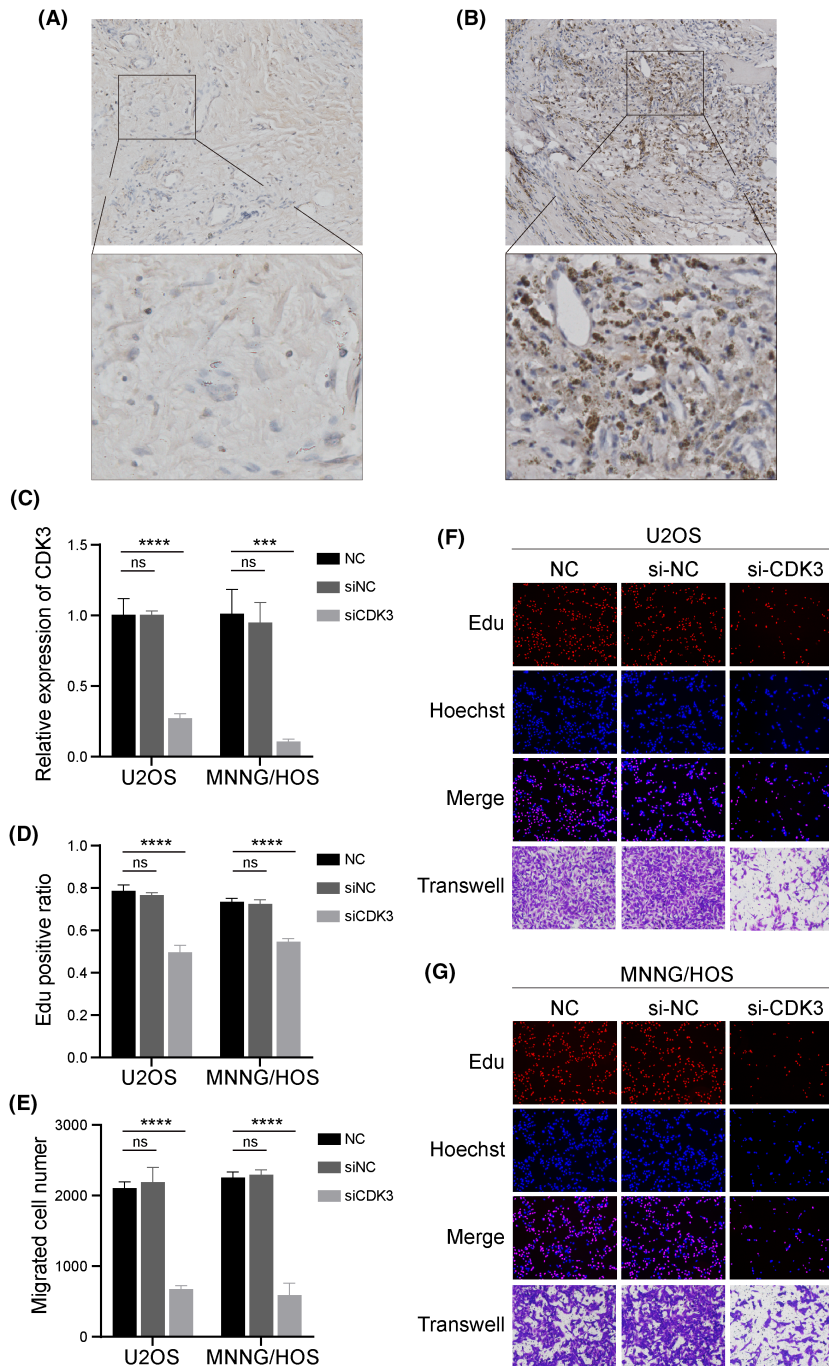 (A)
(B)
(C)
Relative expression of CDK3
1.5
1.0
0.5
0.0
****
ns
***
ns
NC
siNC
siCDK3
U2OS
MNNG/HOS
(D)
Edu positive ratio
1.0
0.8
0.6
0.4
0.2
0.0
****
ns
****
ns
NC
siNC
siCDK3
U2OS
MNNG/HOS
(E)
Migrated cell numer
3000
2000
1000
0
****
ns
****
ns
NC
siNC
siCDK3
U2OS
MNNG/HOS
(F)
U2OS
NC si-NC si-CDK3
Edu
Hoechst
Merge
Transwell
(G)
MNNG/HOS
NC si-NC si-CDK3
Edu
Hoechst
Merge
Transwell